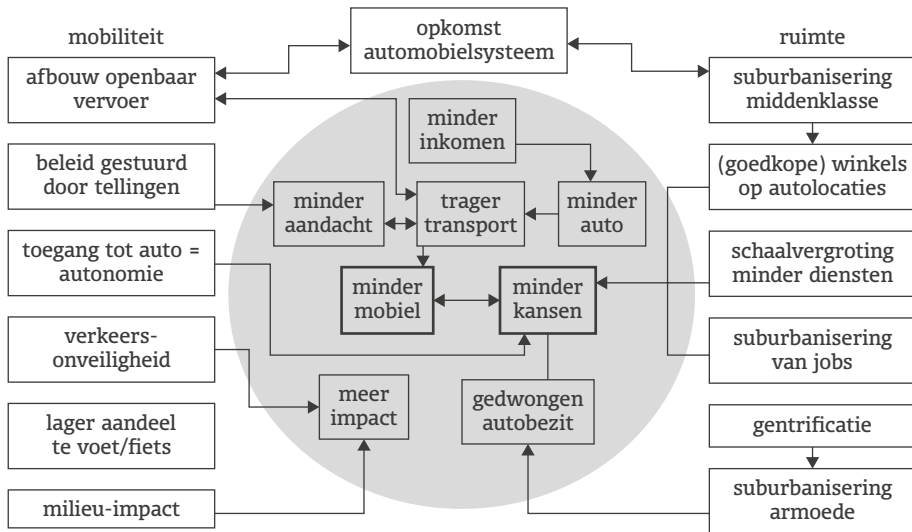 mobiliteit
opkomst
automobielsysteem
ruimte
afbouw openbaar
vervoer
suburbanisering
middenklasse
minder
inkomen
beleid gestuurd
door tellingen
(goedkope) winkels
op autolocaties
minder
aandacht
trager
transport
minder
auto
toegang tot auto =
autonomie
schaalvergroting
minder diensten
minder
mobiel
minder
kansen
verkeers-
onveiligheid
suburbanisering
van jobs
meer
impact
gedwongen
autobezit
lager aandeel
te voet/fiets
gentrificatie
milieu-impact
suburbanisering
armoede